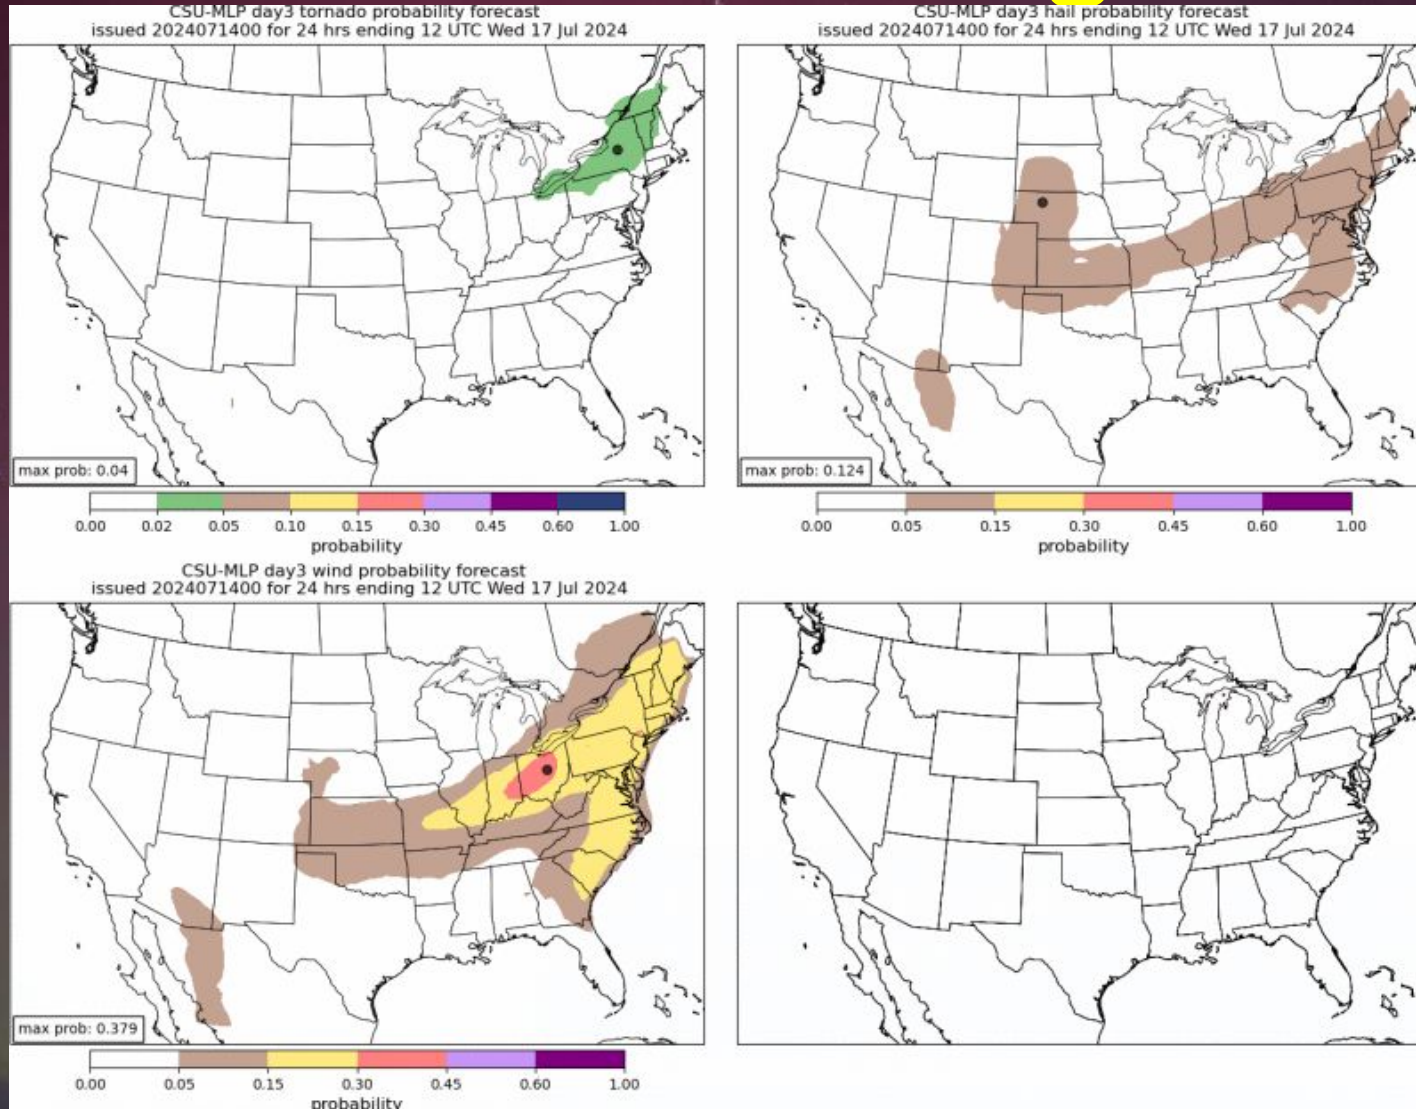 CSU-MLP day3 tornado probability forecast
issued 2024071400 for 24 hrs ending 12 UTC Wed 17 Jul 2024
max prob: 0.04
0.00 0.02 0.05 0.10 0.15 0.30 0.45 0.60 1.00
probability
CSU-MLP day3 hail probability forecast
issued 2024071400 for 24 hrs ending 12 UTC Wed 17 Jul 2024
max prob: 0.124
0.00 0.05 0.15 0.30 0.45 0.60 1.00
probability
CSU-MLP day3 wind probability forecast
issued 2024071400 for 24 hrs ending 12 UTC Wed 17 Jul 2024
max prob: 0.379
0.00 0.05 0.15 0.30 0.45 0.60 1.00
probability